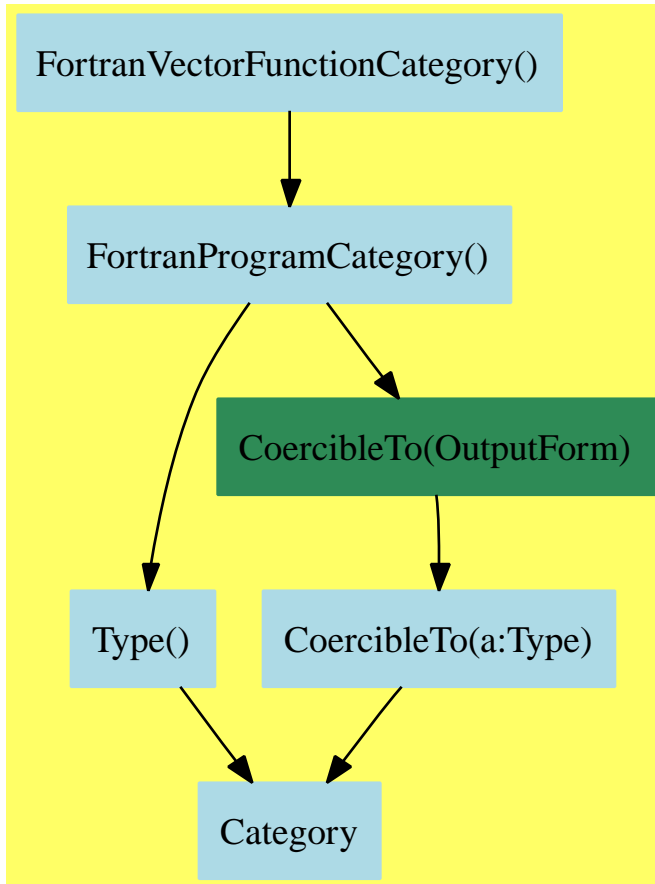 FortranVectorFunctionCategory()
FortranProgramCategory()
CoercibleTo(OutputForm)
Type()
CoercibleTo(a:Type)
Category